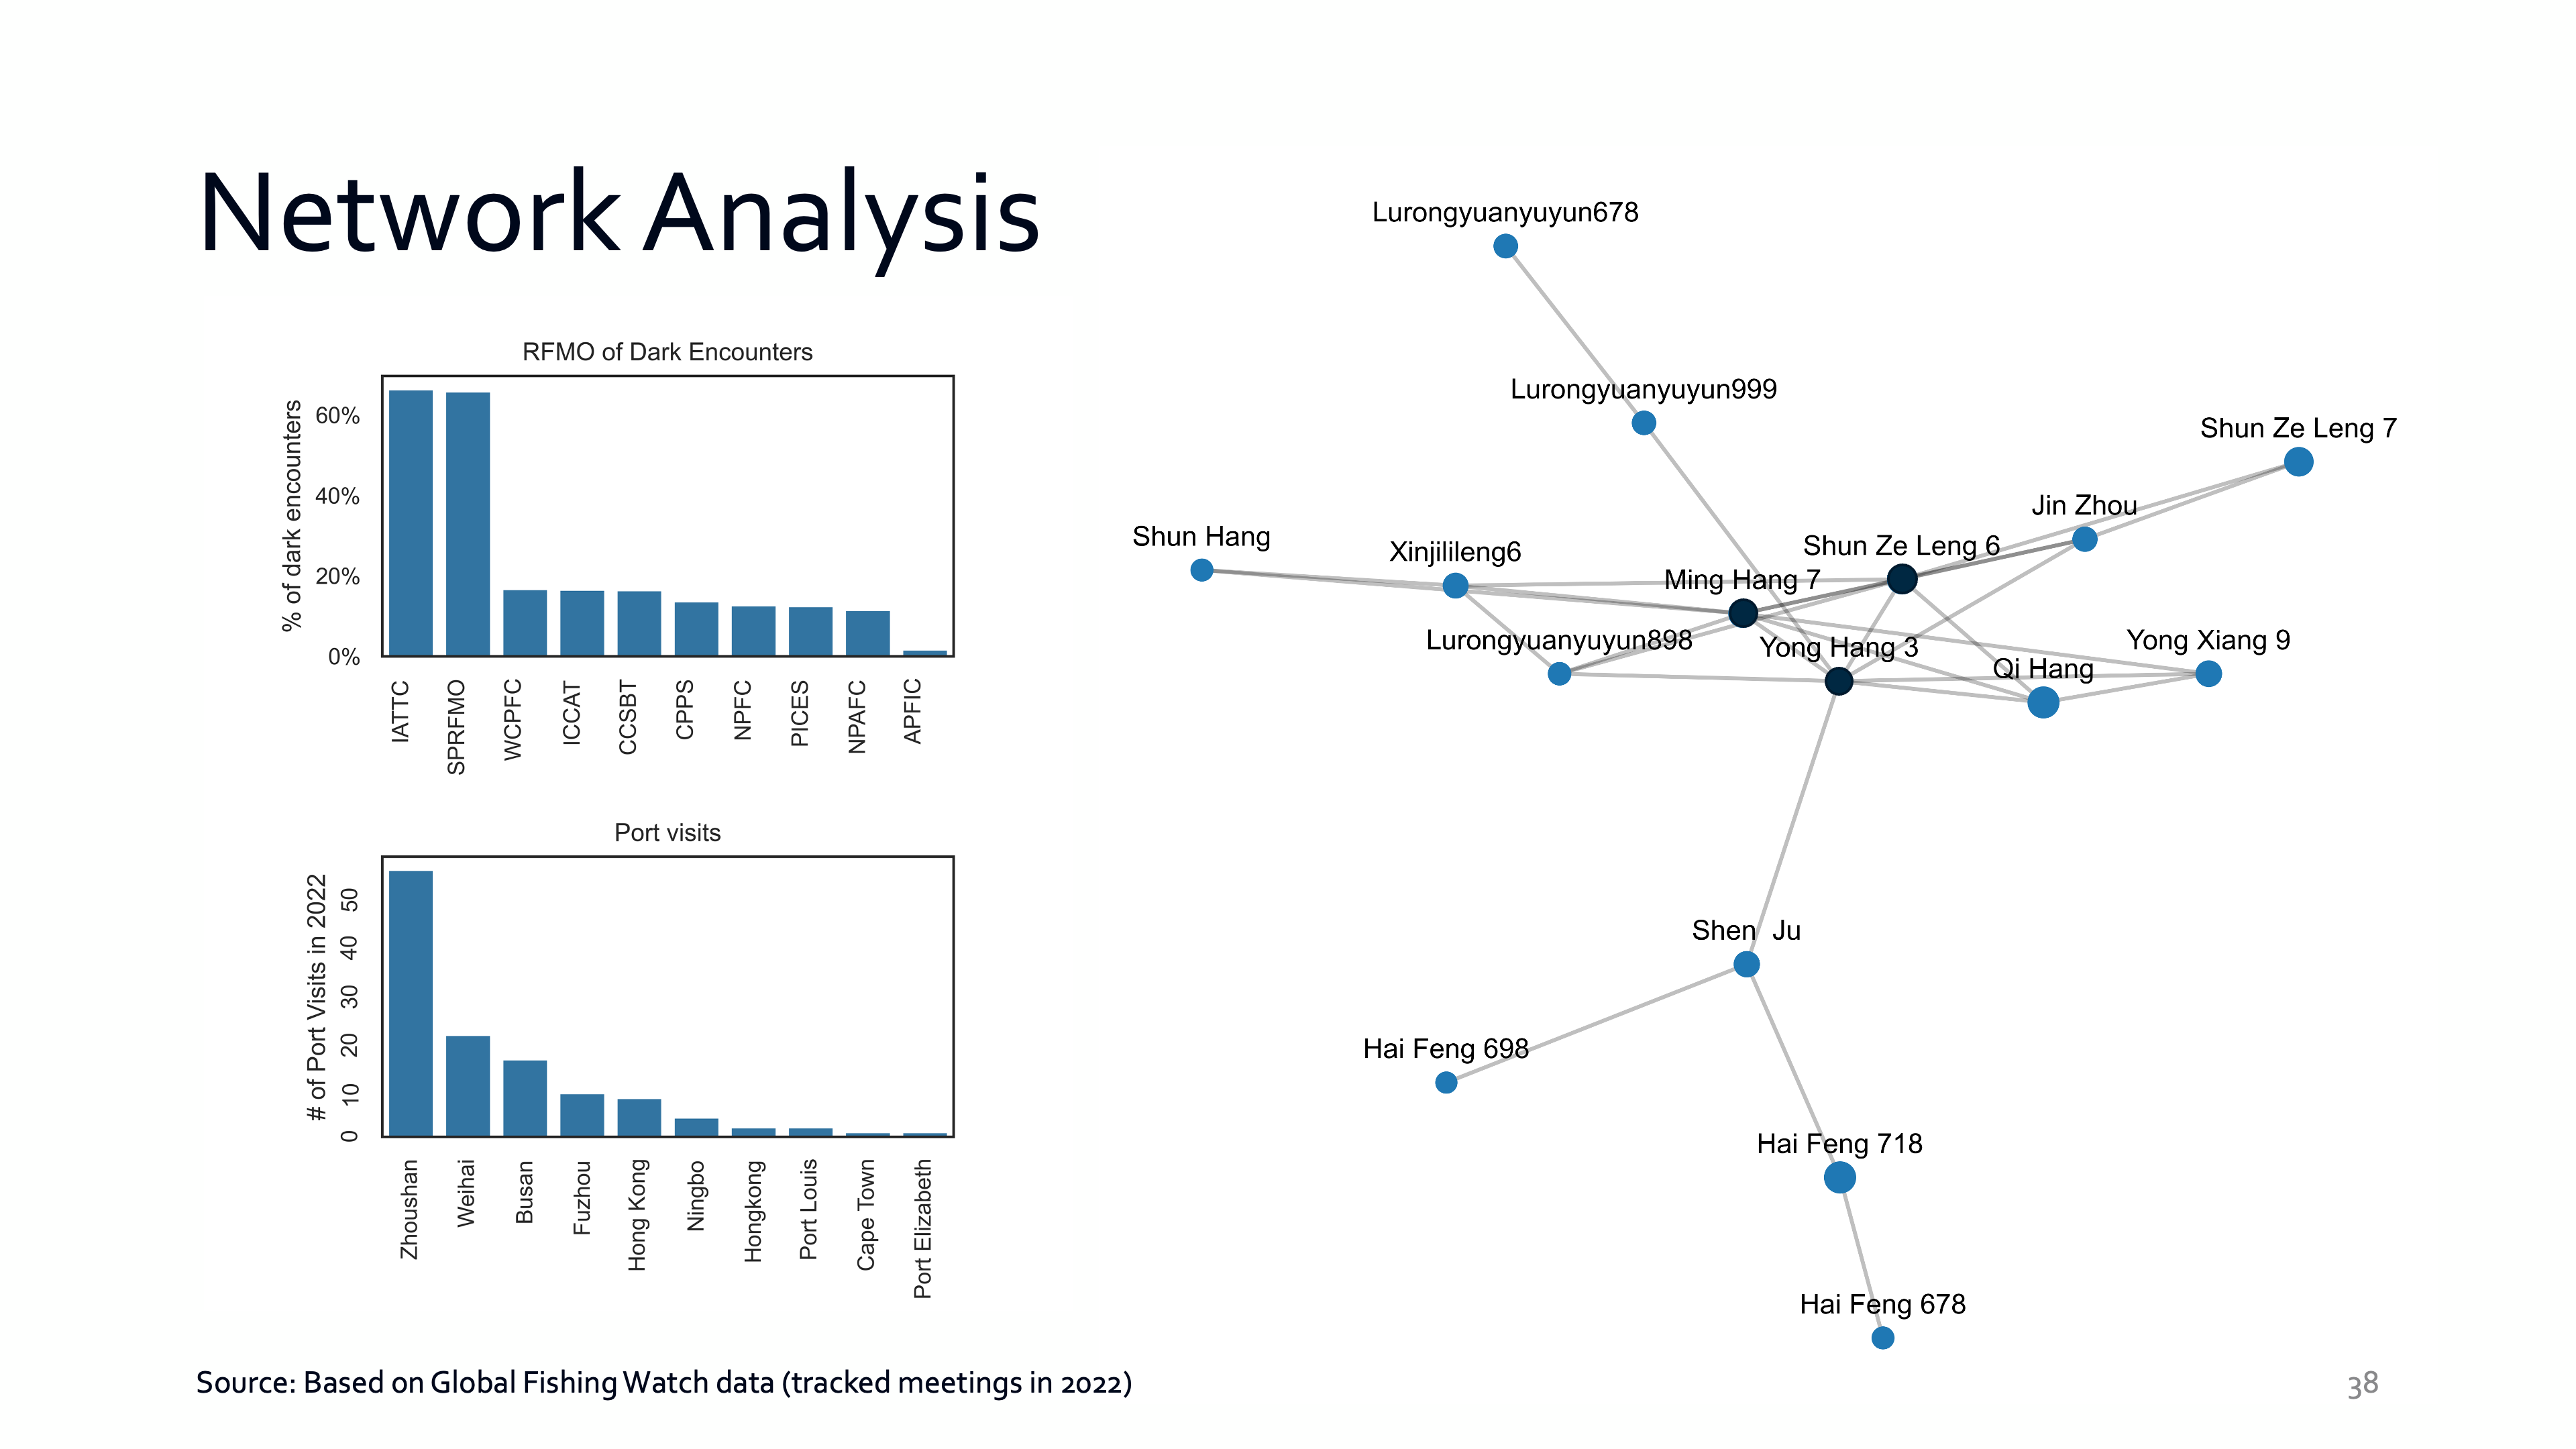 Network Analysis
RFMO of Dark Encounters
% of dark encounters
60%
40%
20%
0%
IATTC
SPRFMO
WCPFC
ICCAT
CCSBT
CPPS
NPFC
PICES
NPAFC
APFIC
Port visits
# of Port Visits in 2022
50
40
30
20
10
0
Zhoushan
Weihai
Busan
Fuzhou
Hong Kong
Ningbo
Hongkong
Port Louis
Cape Town
Port Elizabeth
Lurongyuanyuyun678
Lurongyuanyuyun999
Shun Ze Leng 7
Jin Zhou
Shun Hang
Xinjilileng6
Shun Ze Leng 6
Ming Hang 7
Lurongyuanyuyun898
Yong Hang 3
Yong Xiang 9
Qi Hang
Shen Ju
Hai Feng 698
Hai Feng 718
Hai Feng 678
Source: Based on Global Fishing Watch data (tracked meetings in 2022)
38